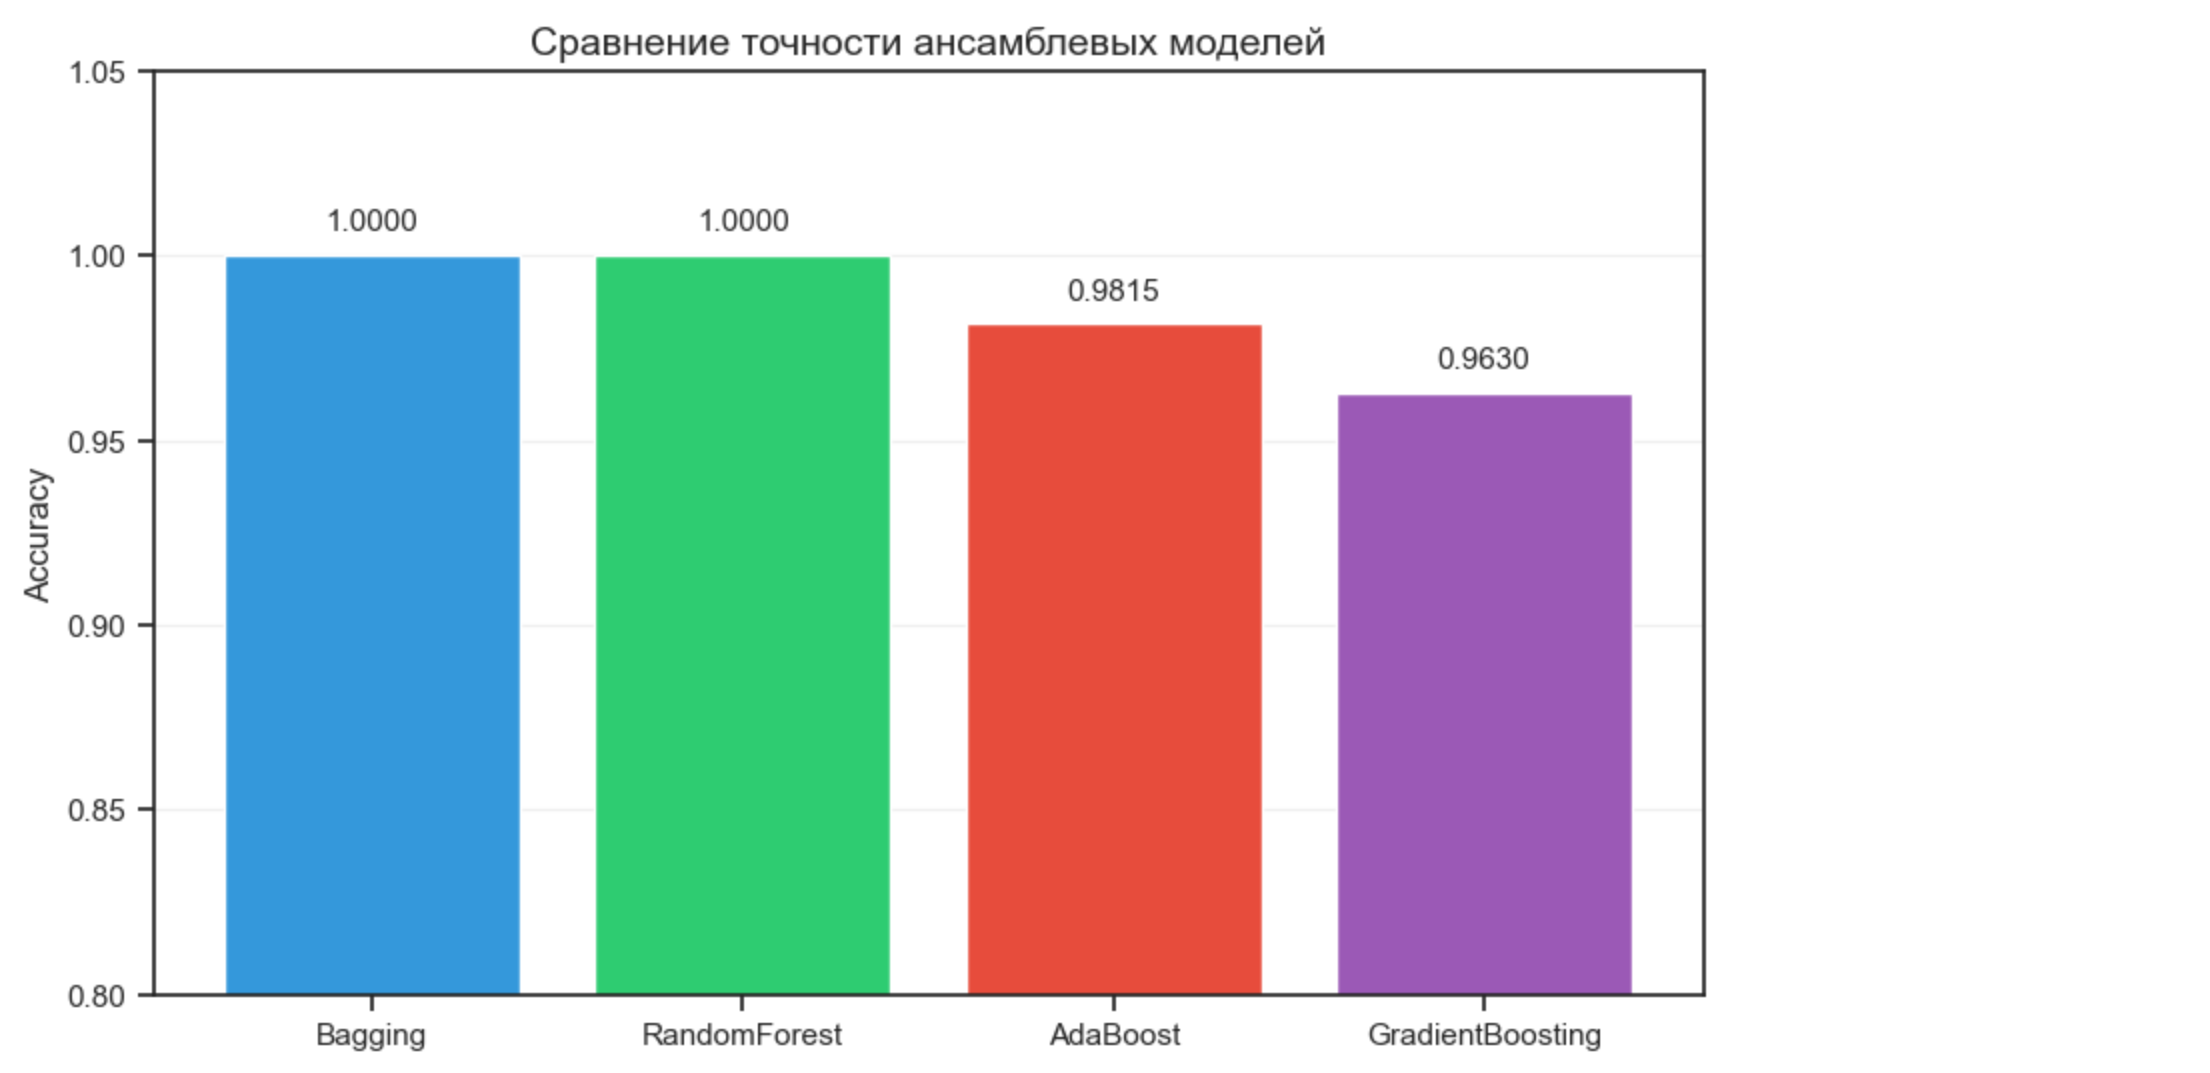 Сравнение точности ансамблевых моделей
1.05
1.00
0.95
0.90
0.85
0.80
Accuracy
1.0000
1.0000
0.9815
0.9630
Bagging
RandomForest
AdaBoost
GradientBoosting